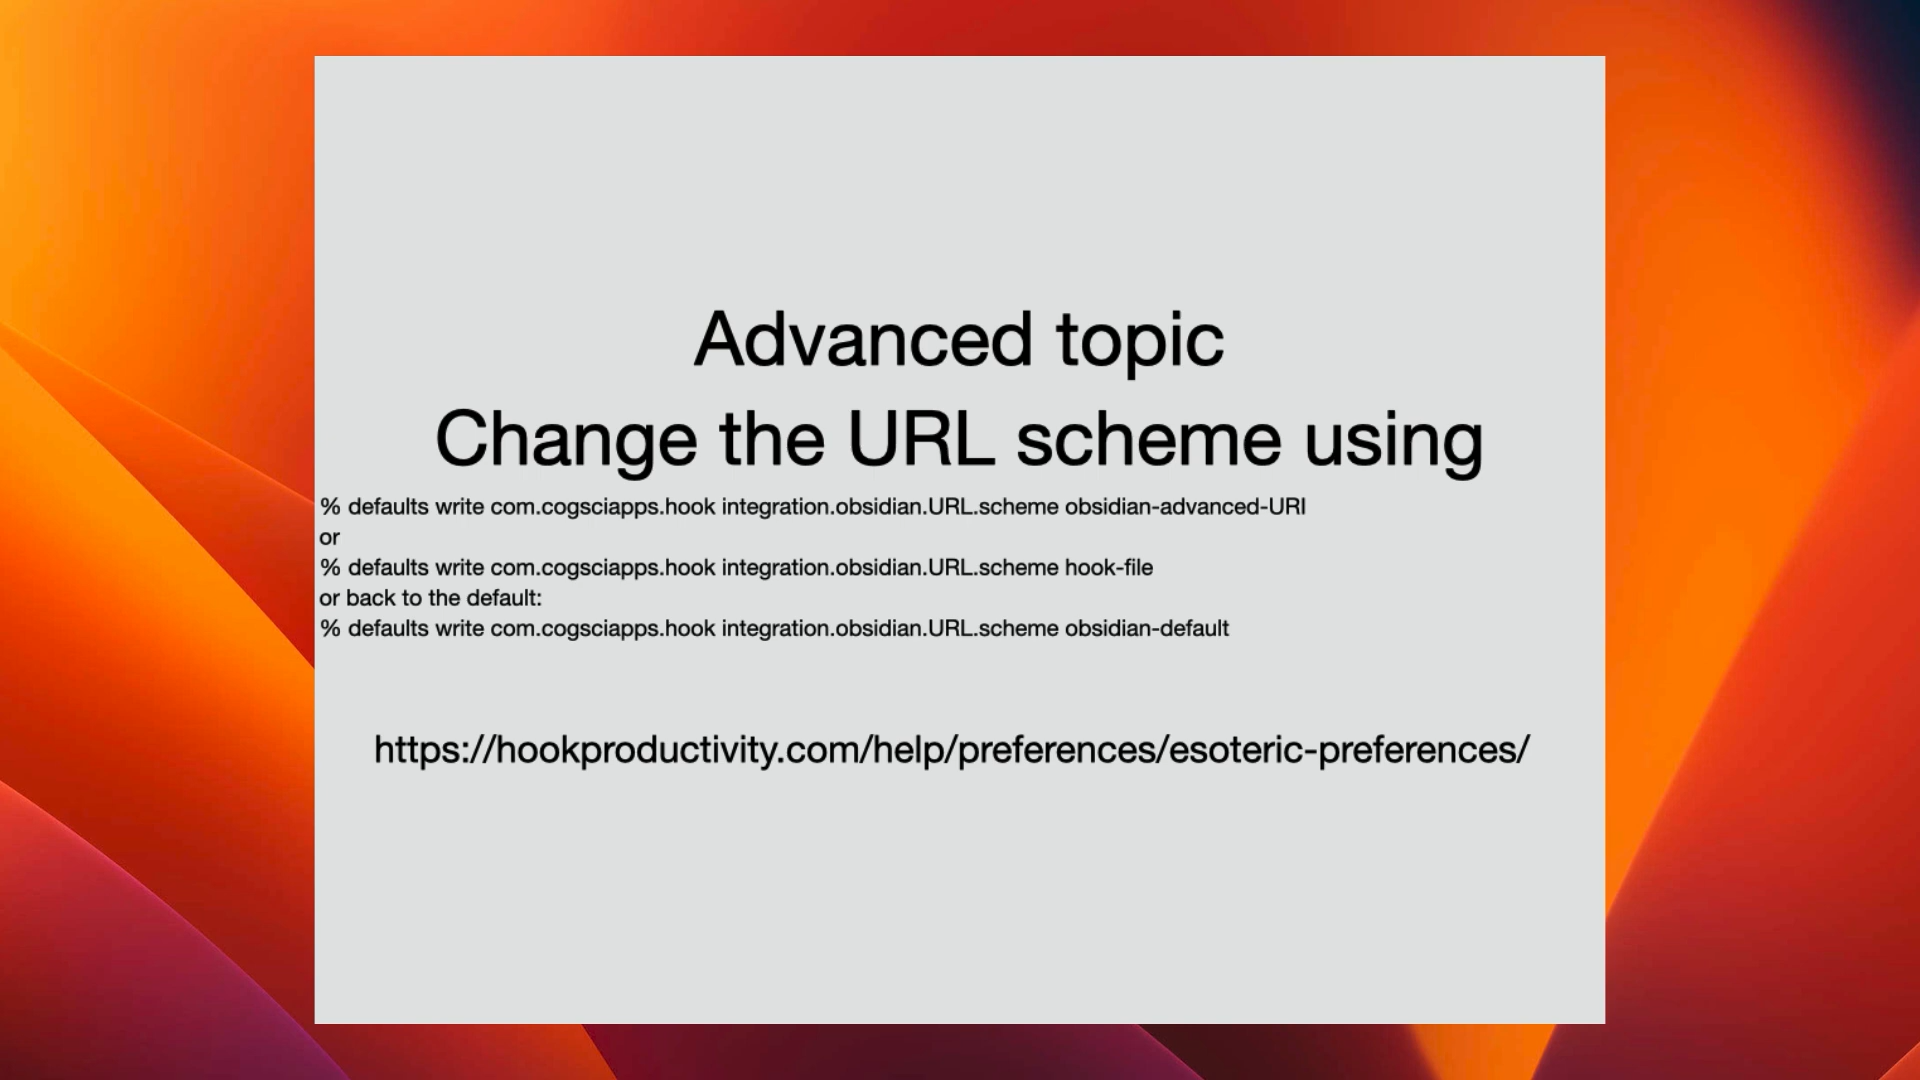 Advanced topic
Change the URL scheme using
% defaults write com.cogsciapps.hook integration.obsidian.URL.scheme obsidian-advanced-URI
or
% defaults write com.cogsciapps.hook integration.obsidian.URL.scheme hook-file
or back to the default:
% defaults write com.cogsciapps.hook integration.obsidian.URL.scheme obsidian-default
https://hookproductivity.com/help/preferences/esoteric-preferences/